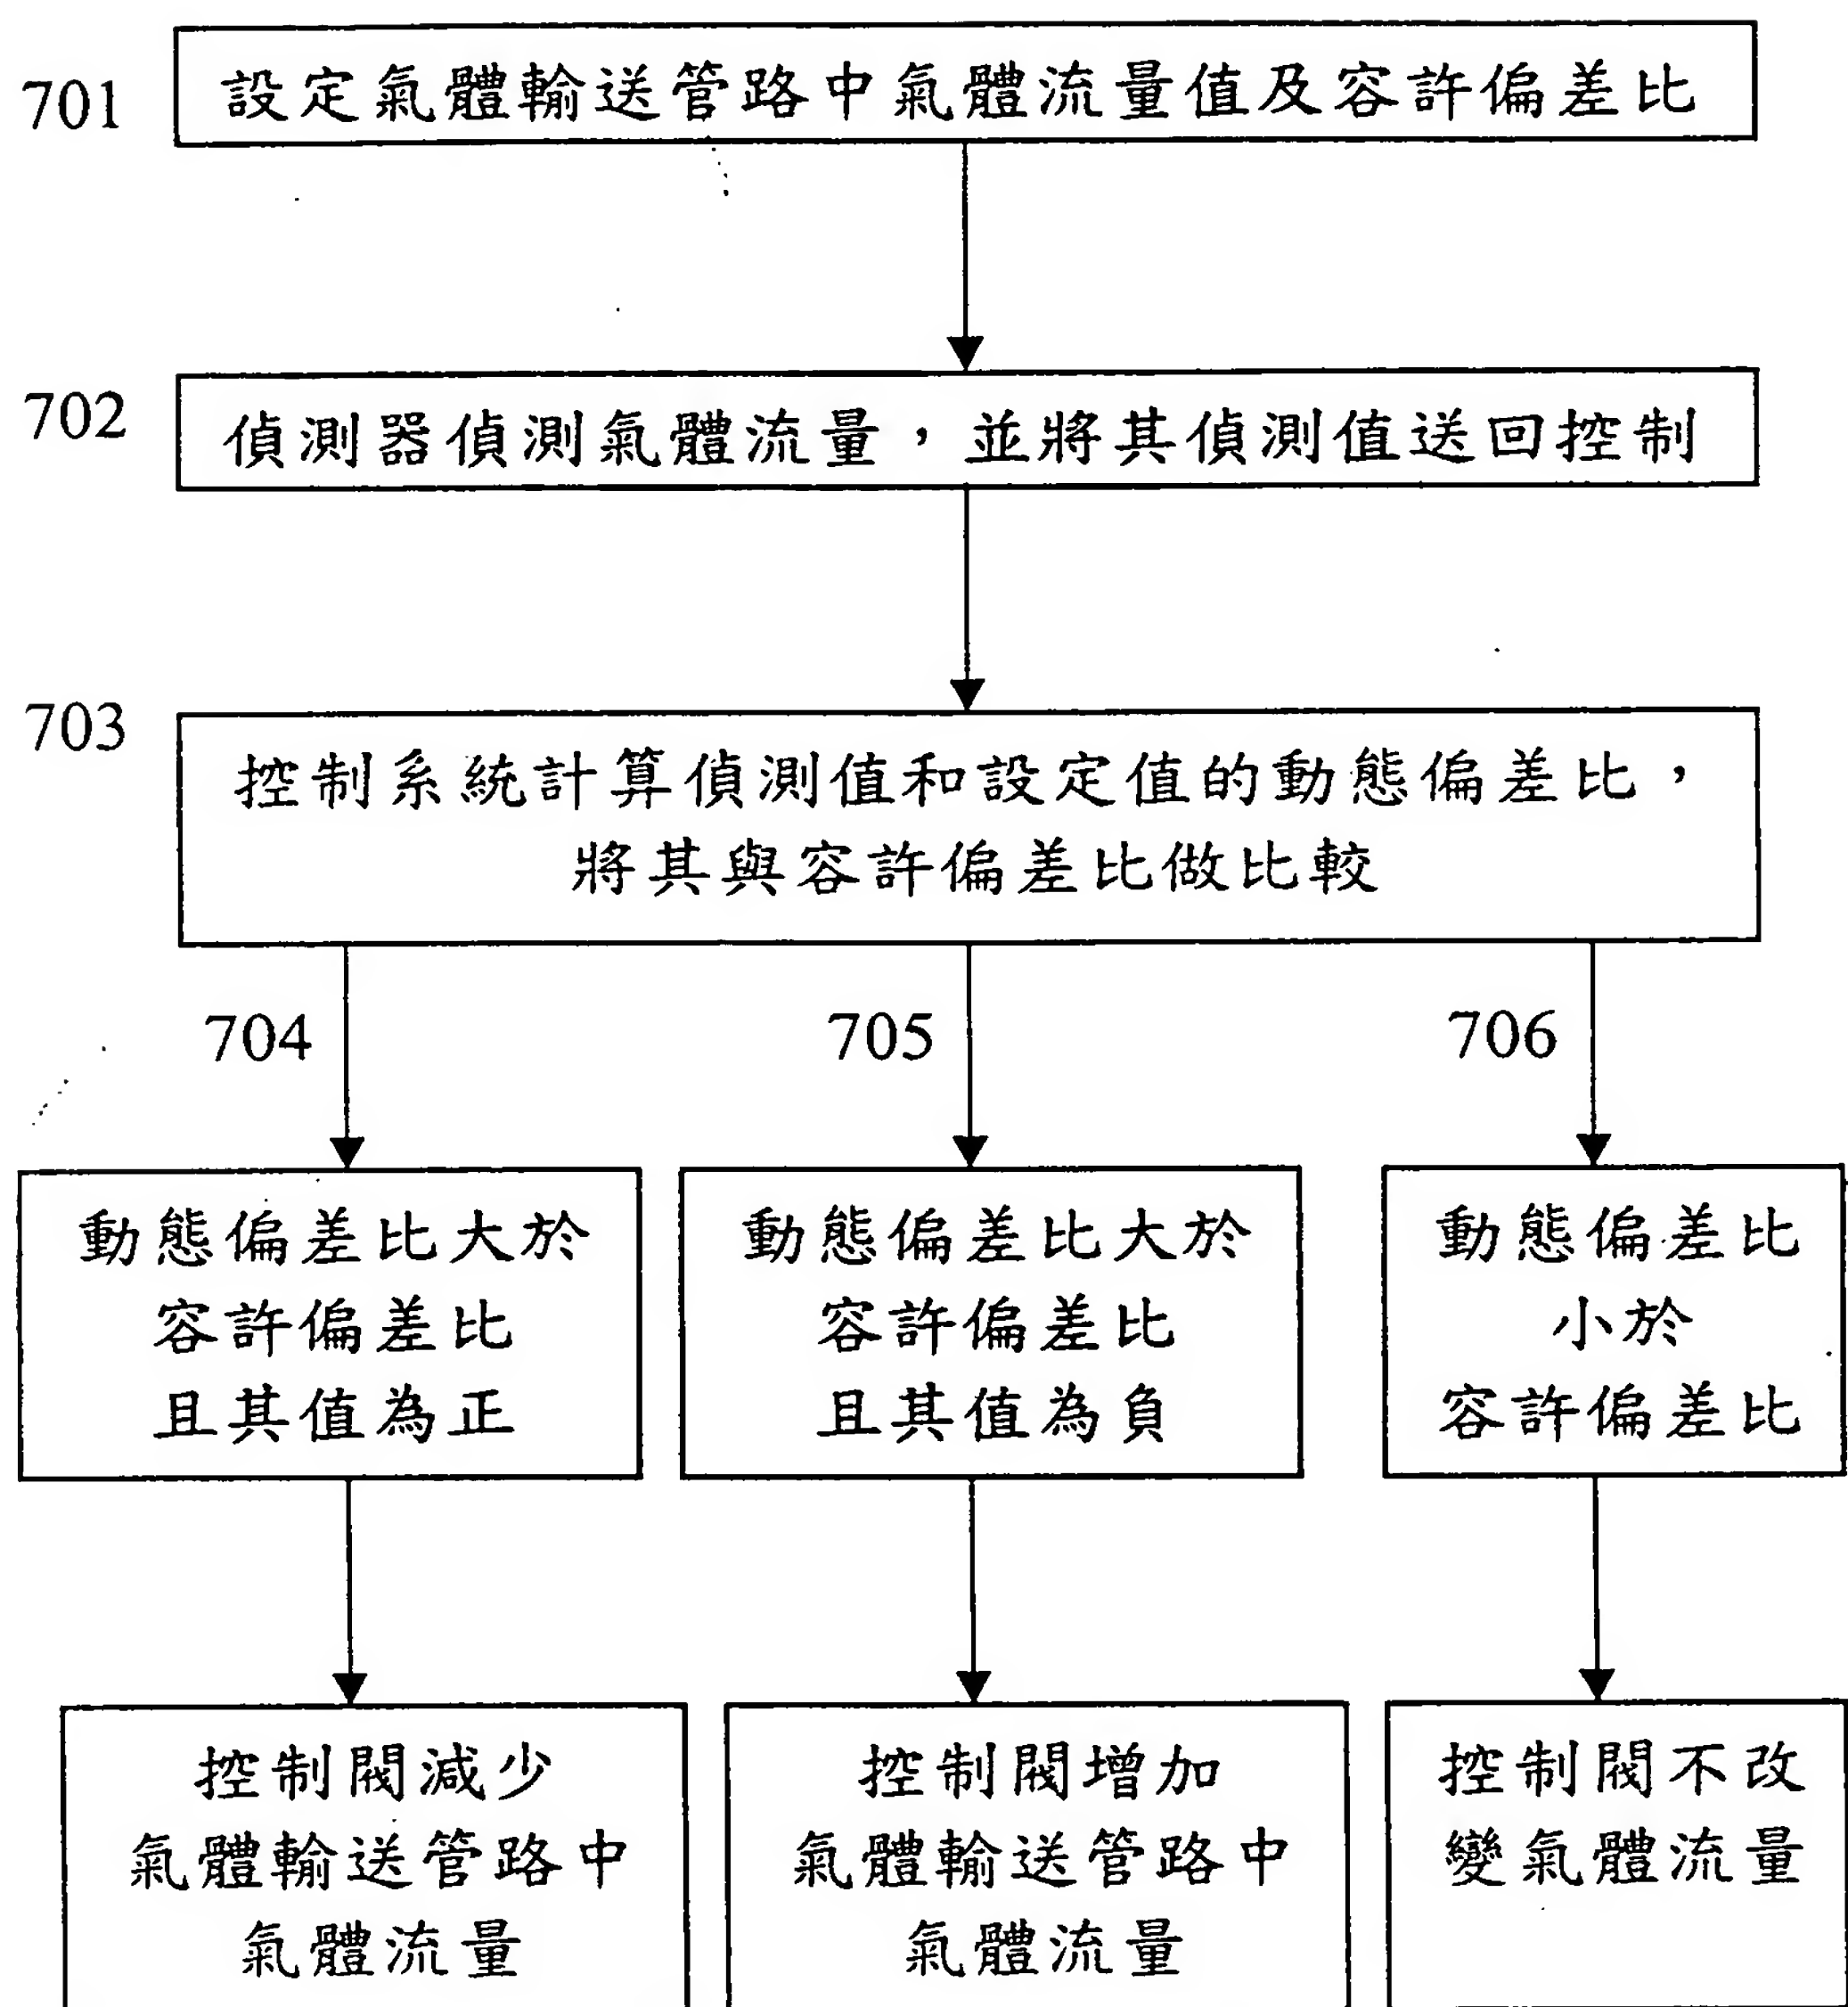 701
設定氣體輸送管路中氣體流量值及容許偏差比
702
偵測器偵測氣體流量，並將其偵測值送回控制
703
控制系統計算偵測值和設定值的動態偏差比，
將其與容許偏差比做比較
704
705
706
動態偏差比大於
容許偏差比
且其值為正
動態偏差比大於
容許偏差比
且其值為負
動態偏差比
小於
容許偏差比
控制閥減少
氣體輸送管路中
氣體流量
控制閥增加
氣體輸送管路中
氣體流量
控制閥不改
變氣體流量